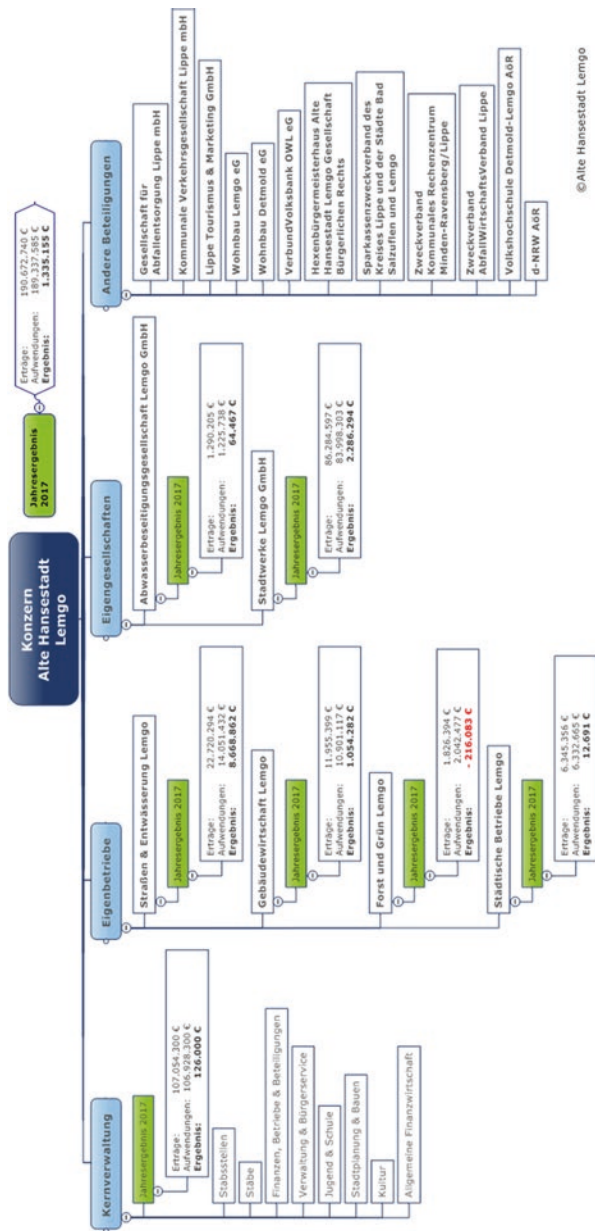 Konzern
Alte Hansestadt
Lemgo
Jahresergebnis
2017
Erträge: 190.672.740 €
Aufwendungen: 189.337.585 €
Ergebnis: 1.335.155 €
Kernverwaltung
Jahresergebnis 2017
Erträge: 107.054.300 €
Aufwendungen: 106.928.300 €
Ergebnis: 126.000 €
Stabsstellen
Stäbe
Finanzen, Betriebe & Beteiligungen
Verwaltung & Bürgerservice
Jugend & Schule
Stadtplanung & Bauen
Kultur
Allgemeine Finanzwirtschaft
Eigenbetriebe
Straßen & Entwässerung Lemgo
Jahresergebnis 2017
Erträge: 22.720.294 €
Aufwendungen: 14.051.432 €
Ergebnis: 8.668.862 €
Gebäudewirtschaft Lemgo
Jahresergebnis 2017
Erträge: 11.955.399 €
Aufwendungen: 10.901.117 €
Ergebnis: 1.054.282 €
Forst und Grün Lemgo
Jahresergebnis 2017
Erträge: 1.826.394 €
Aufwendungen: 2.042.477 €
Ergebnis: - 216.083 €
Städtische Betriebe Lemgo
Jahresergebnis 2017
Erträge: 6.345.356 €
Aufwendungen: 6.332.665 €
Ergebnis: 12.691 €
Eigengesellschaften
Abwasserbeseitigungsgesellschaft Lemgo GmbH
Jahresergebnis 2017
Erträge: 1.290.205 €
Aufwendungen: 1.225.738 €
Ergebnis: 64.467 €
Stadtwerke Lemgo GmbH
Jahresergebnis 2017
Erträge: 86.284.597 €
Aufwendungen: 83.998.303 €
Ergebnis: 2.286.294 €
Andere Beteiligungen
Gesellschaft für
Abfallentsorgung Lippe mbH
Kommunale Verkehrsgesellschaft Lippe mbH
Lippe Tourismus & Marketing GmbH
Wohnbau Lemgo eG
Wohnbau Detmold eG
VerbundVolksbank OWL eG
Hexenbürgermeisterhaus Alte
Hansestadt Lemgo Gesellschaft
Bürgerlichen Rechts
Sparkassenzweckverband des
Kreises Lippe und der Städte Bad
Salzuflen und Lemgo
Zweckverband
Kommunales Rechenzentrum
Minden-Ravensberg/Lippe
Zweckverband
AbfallWirtschaftsVerband Lippe
Volkshochschule Detmold-Lemgo AöR
d-NRW AöR
©Alte Hansestadt Lemgo